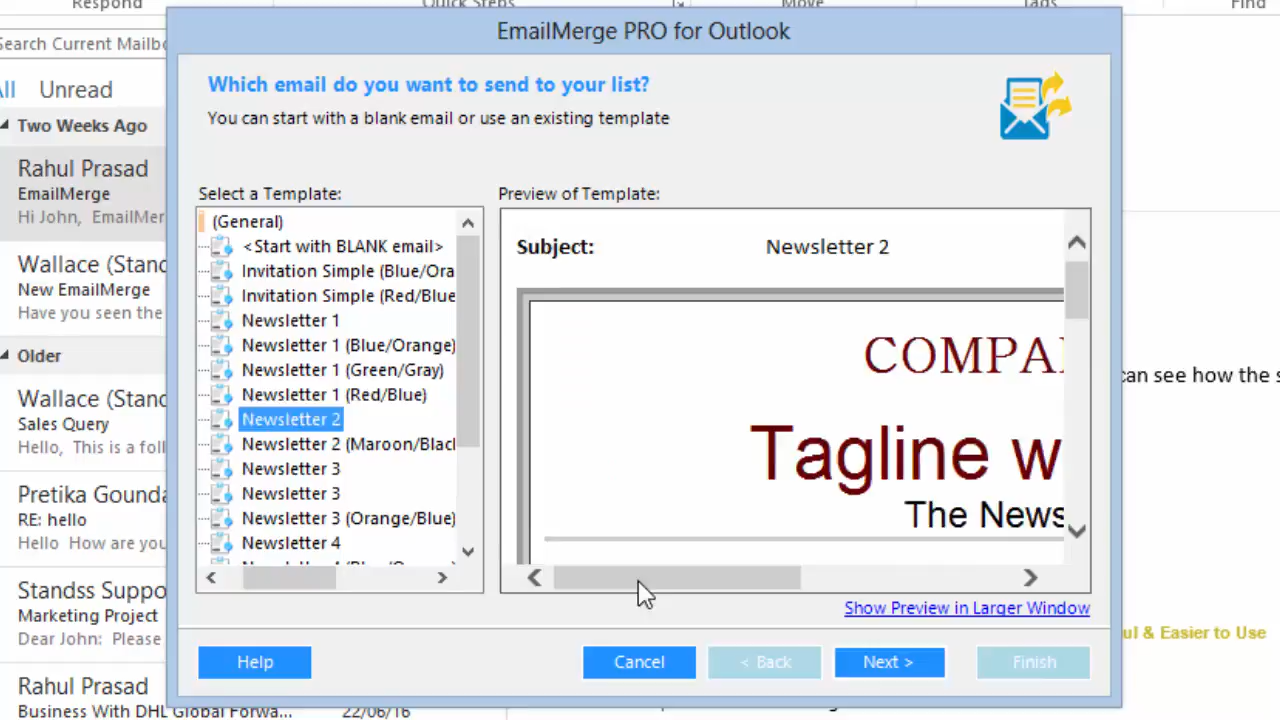 Respond
Quick Steps
Move
Tags
Find
EmailMerge PRO for Outlook
Search Current Mailbo
All Unread
Two Weeks Ago
Rahul Prasad
EmailMerge
Hi John, EmailMer
Wallace (Stand
New EmailMerge
Have you seen the
Older
Wallace (Stand
Sales Query
Hello, This is a foll
Pretika Gounda
RE: hello
Hello How are you
Standss Suppo
Marketing Project
Dear John: Please
Rahul Prasad
Business With DHL Global Forwa... 22/06/16
Which email do you want to send to your list?
You can start with a blank email or use an existing template
Select a Template:
(General)
<Start with BLANK email>
Invitation Simple (Blue/Ora
Invitation Simple (Red/Blue
Newsletter 1
Newsletter 1 (Blue/Orange)
Newsletter 1 (Green/Gray)
Newsletter 1 (Red/Blue)
Newsletter 2
Newsletter 2 (Maroon/Blacl
Newsletter 3
Newsletter 3
Newsletter 3 (Orange/Blue)
Newsletter 4
Preview of Template:
Subject: Newsletter 2
COMPAN
Tagline w
The News
Show Preview in Larger Window
Help
Cancel
< Back
Next >
Finish
can see how the s
ul & Easier to Use